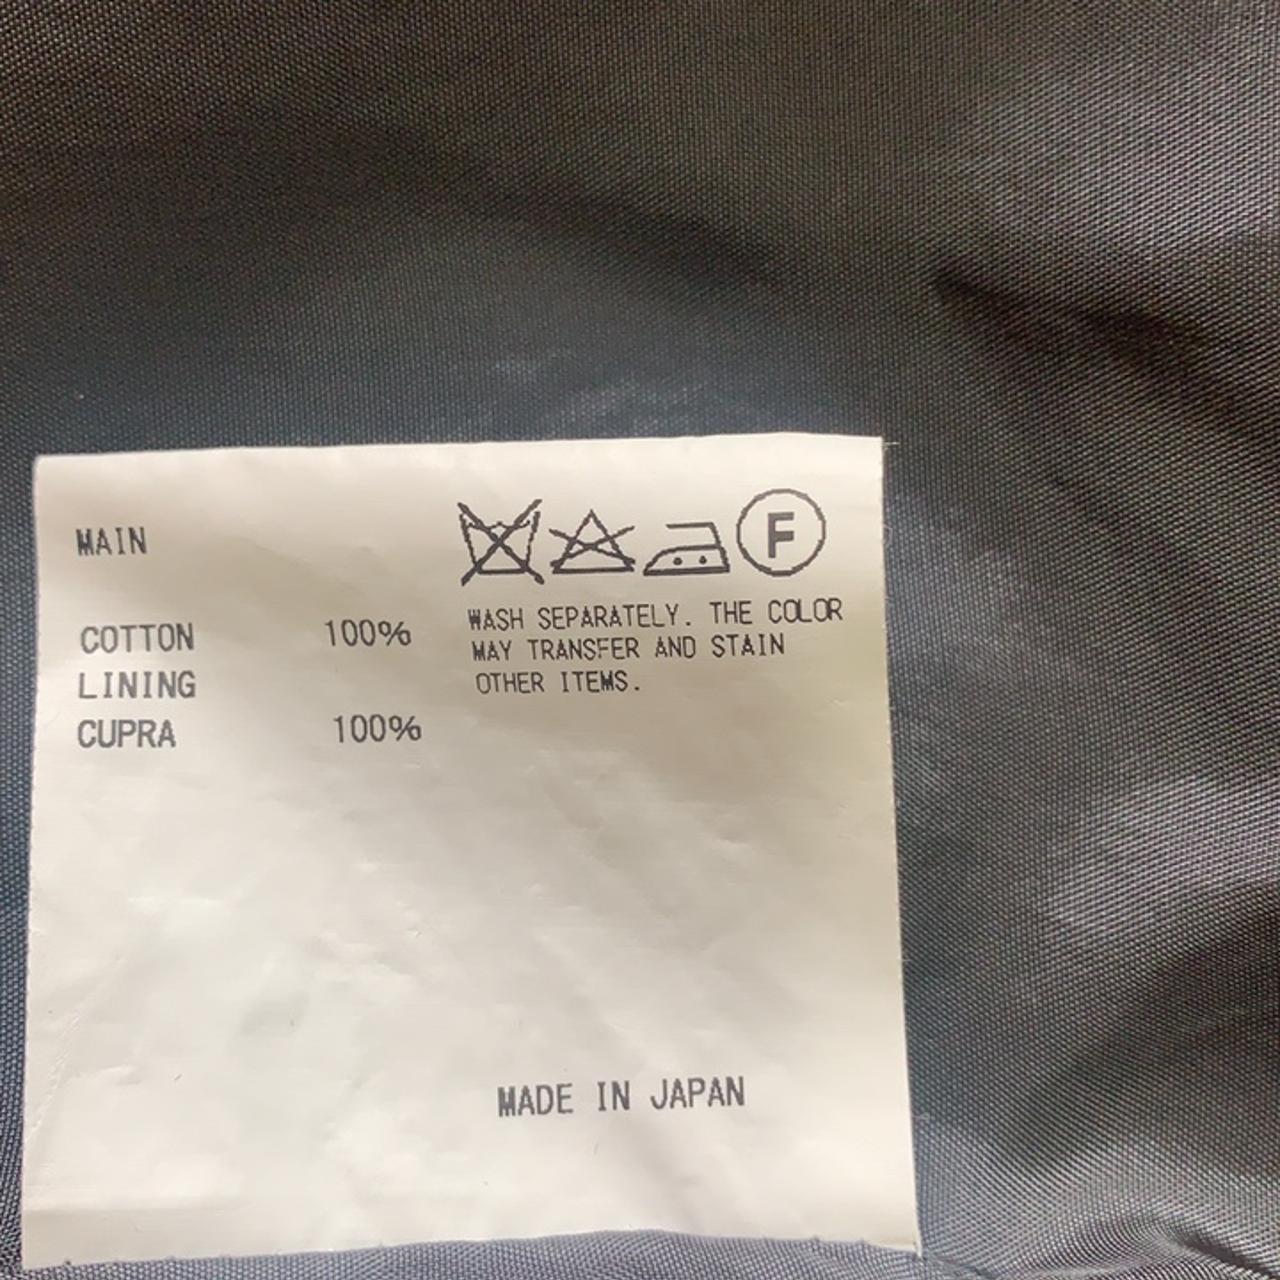 MAIN
COTTON 100%
LINING
CUPRA 100%
F
WASH SEPARATELY. THE COLOR
MAY TRANSFER AND STAIN
OTHER ITEMS.
MADE IN JAPAN